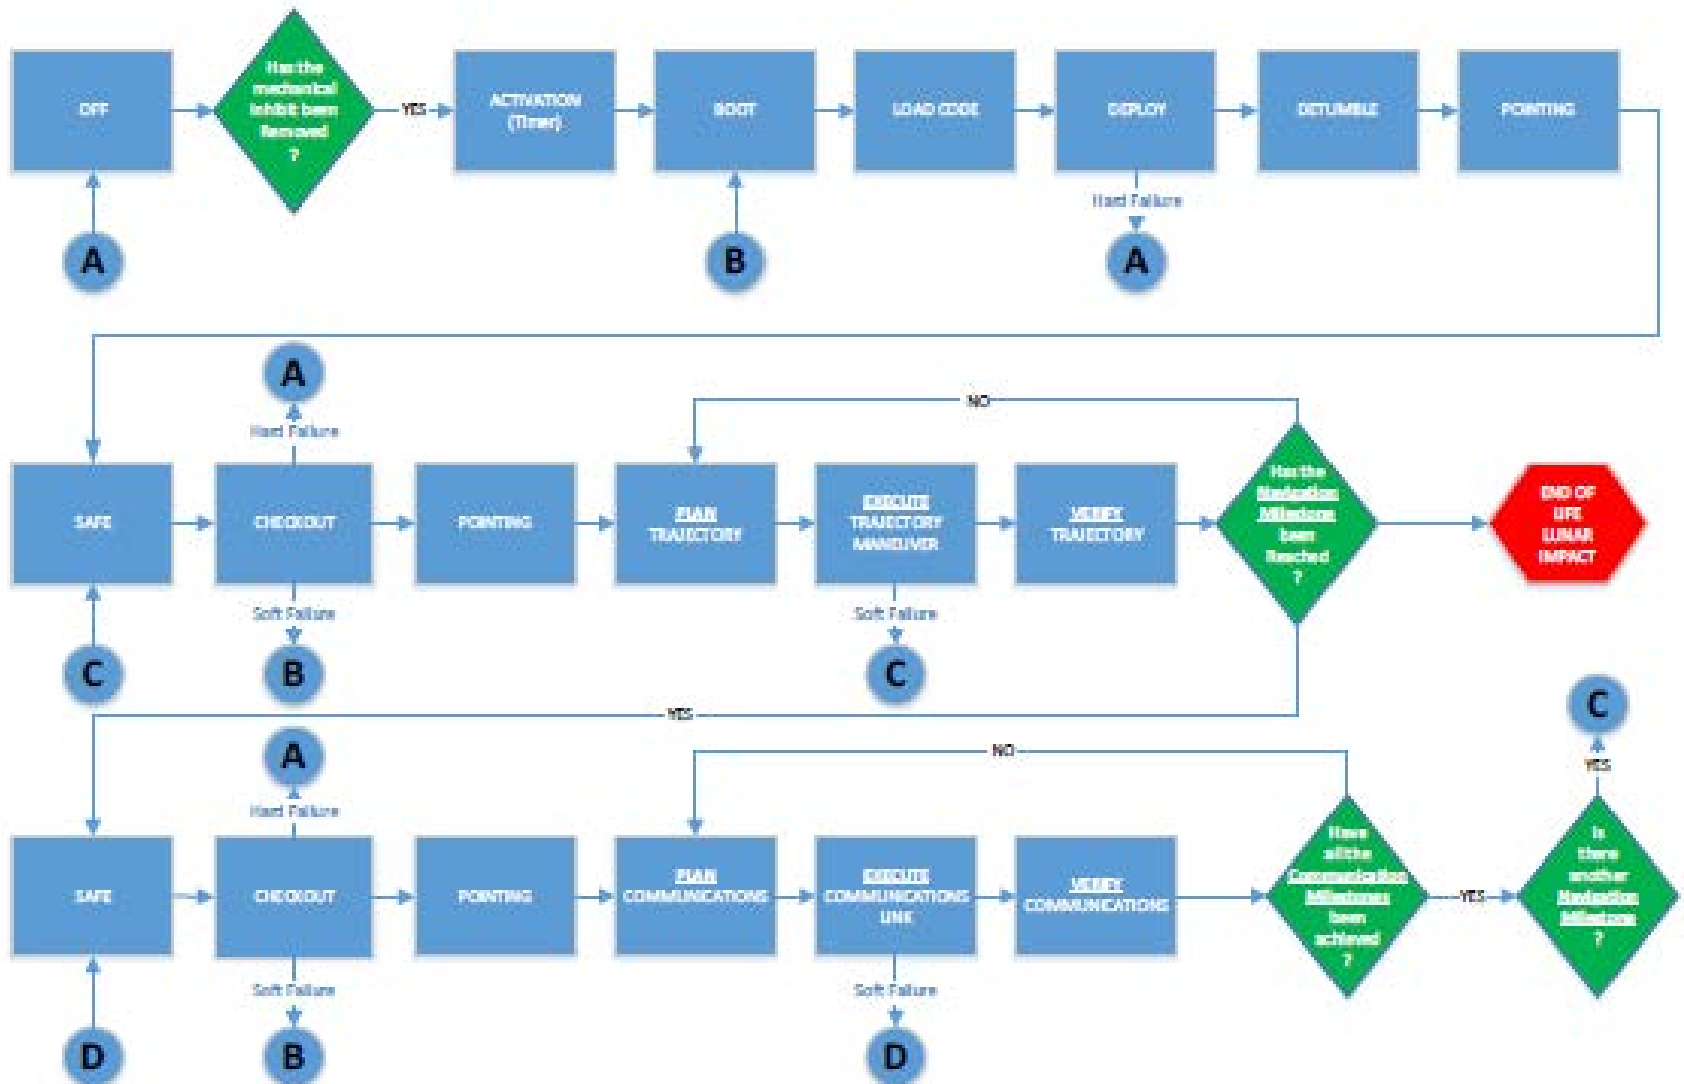 OFF
Has the
mechanical
Inhibit been
Removed
?
YES
ACTIVATION
(Timer)
BOOT
LOAD CODE
DEPLOY
DETUMBLE
POINTING
Hard Failure
A
B
A
A
Hard Failure
NO
SAFE
CHECKOUT
POINTING
PLAN
TRAJECTORY
EXECUTE
TRAJECTORY
MANEUVER
VERIFY
TRAJECTORY
Has the
Navigation
Milestone
been
Reached
?
END OF
LIFE
LUNAR
IMPACT
Soft Failure
Soft Failure
C
B
C
C
YES
A
NO
YES
Hard Failure
SAFE
CHECKOUT
POINTING
PLAN
COMMUNICATIONS
EXECUTE
COMMUNICATIONS
LINK
VERIFY
COMMUNICATIONS
Have
all the
Communication
Milestones
been
achieved
?
YES
Is
there
another
Navigation
Milestone
?
Soft Failure
Soft Failure
D
B
D